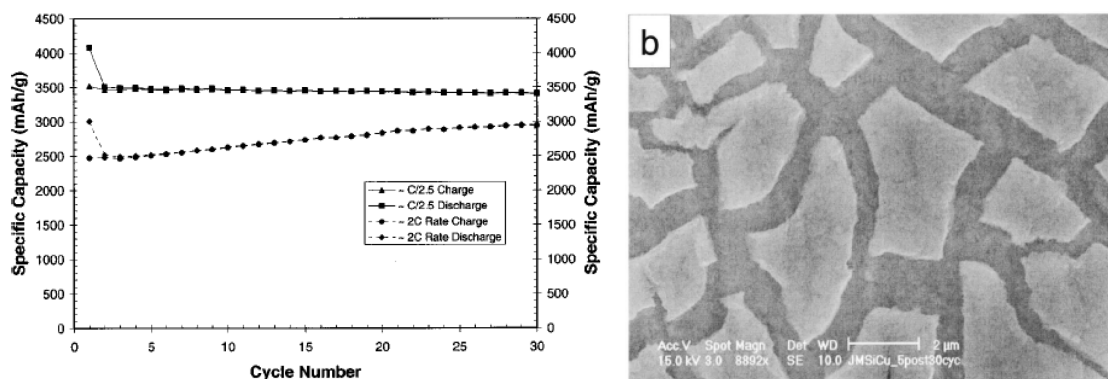 4500
4000
3500
3000
2500
2000
1500
1000
500
0
Specific Capacity (mAh/g)
0 5 10 15 20 25 30
Cycle Number
~ C/2.5 Charge
~ C/2.5 Discharge
~ 2C Rate Charge
~ 2C Rate Discharge
4500
4000
3500
3000
2500
2000
1500
1000
500
0
Specific Capacity (mAh/g)
b
Acc.V Spot Magn Det WD 2 µm
15.0 kV 3.0 8892x SE 10.0 JMSiCu_5post30cyc